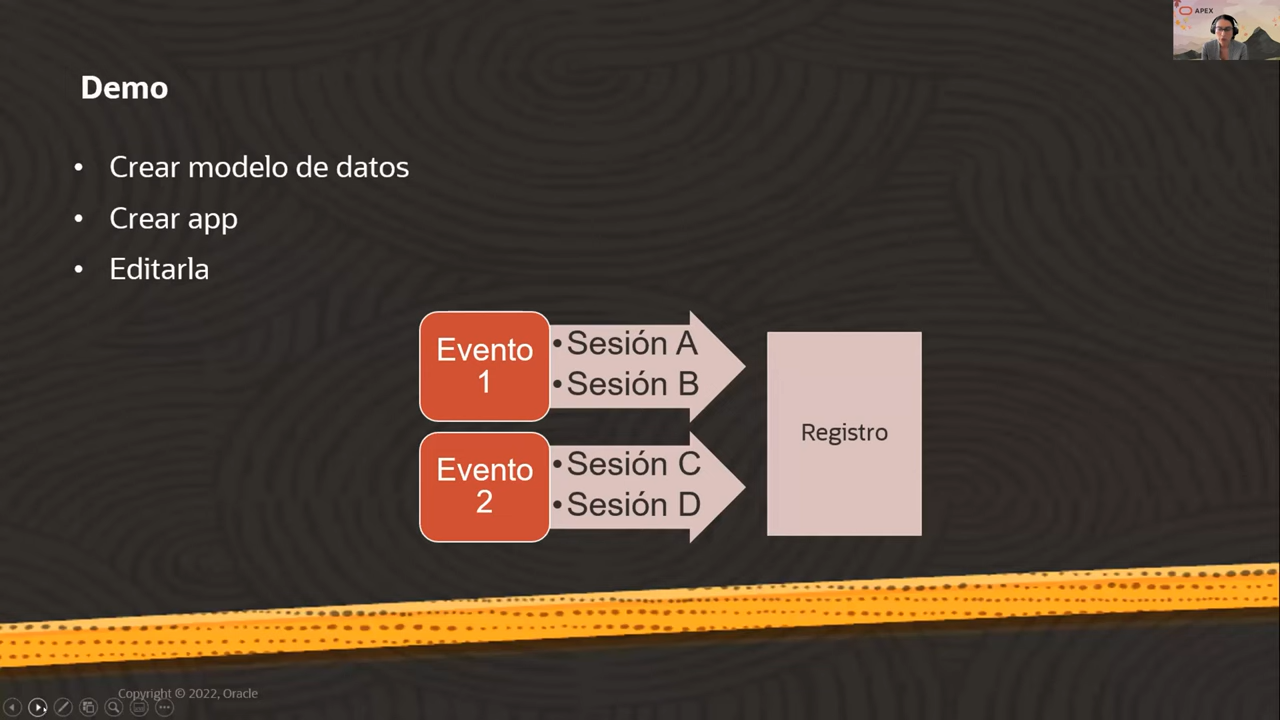 APEX
Demo
• Crear modelo de datos
• Crear app
• Editarla
Evento
1
• Sesión A
• Sesión B
Evento
2
• Sesión C
• Sesión D
Registro
Copyright © 2022, Oracle